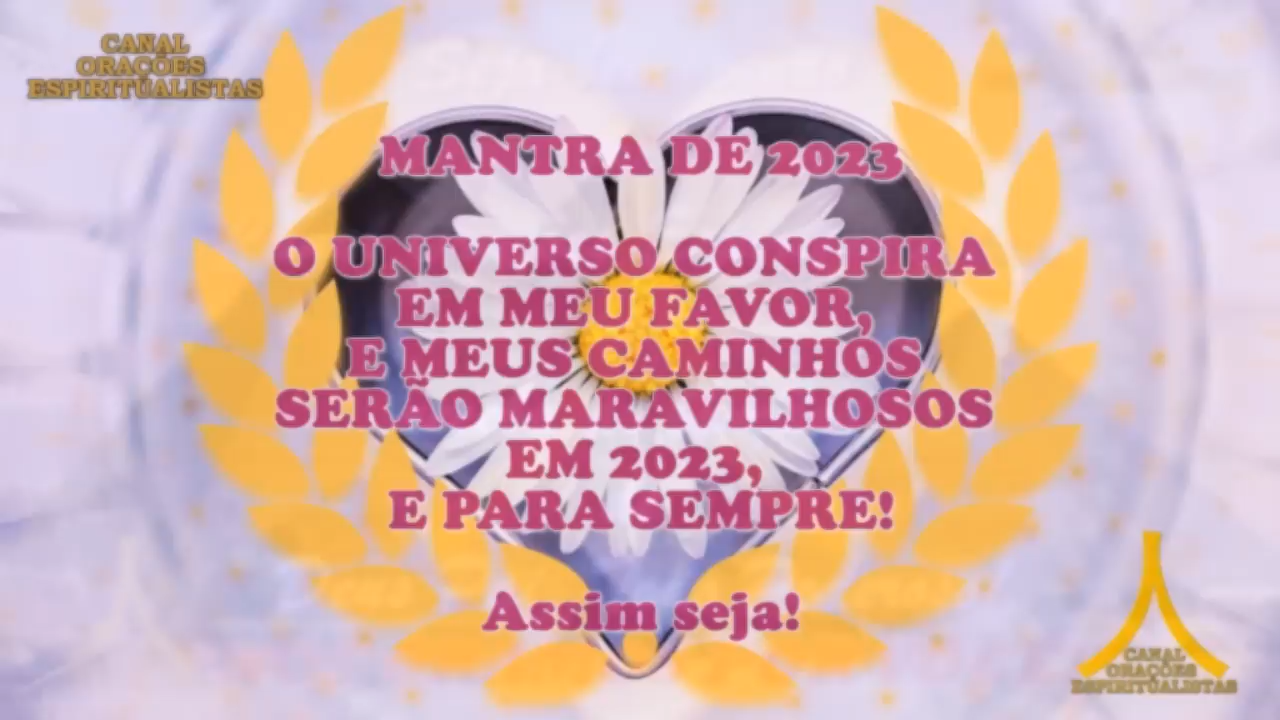 CANAL
ORAÇÕES
ESPIRITUALISTAS
MANTRA DE 2023
O UNIVERSO CONSPIRA
EM MEU FAVOR,
E MEUS CAMINHOS
SERÃO MARAVILHOSOS
EM 2023,
E PARA SEMPRE!
Assim seja!
CANAL
ORAÇÕES
ESPIRITUALISTAS